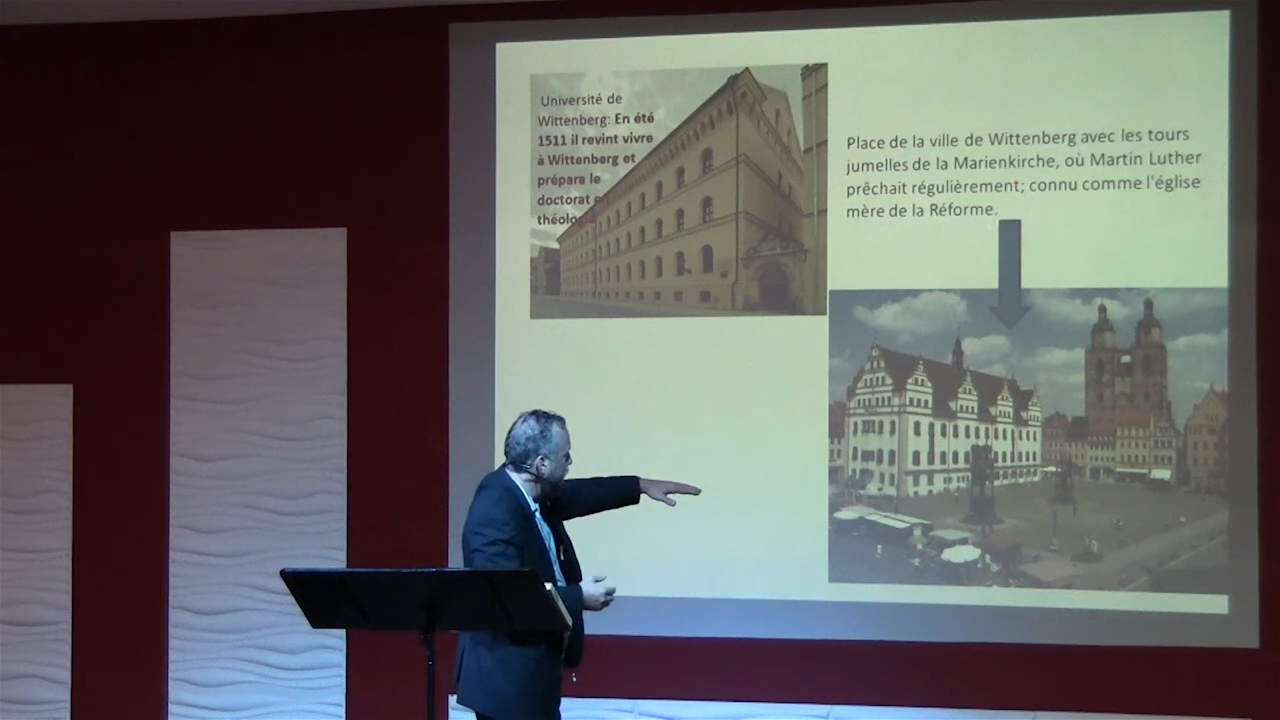 Université de
Wittenberg: En été
1511 il revint vivre
à Wittenberg et
prépara le
doctorat en
théologie
Place de la ville de Wittenberg avec les tours
jumelles de la Marienkirche, où Martin Luther
prêchait régulièrement; connu comme l'église
mère de la Réforme.